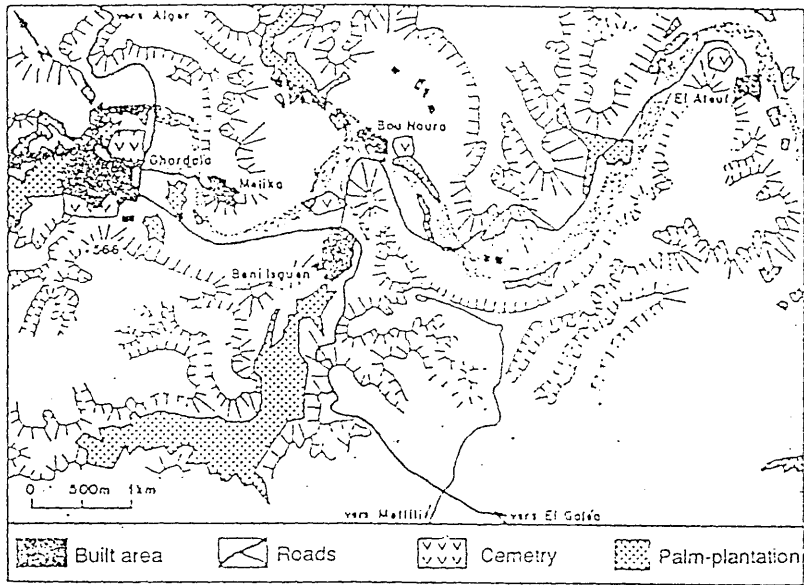 vers Alger
N
El Ateuf
Bou Noura
Ghardaïa
Melika
566
Beni Isguen
0 500m 1km
vers Metlili
vers El Goléa
Built area
Roads
Cemetry
Palm-plantation